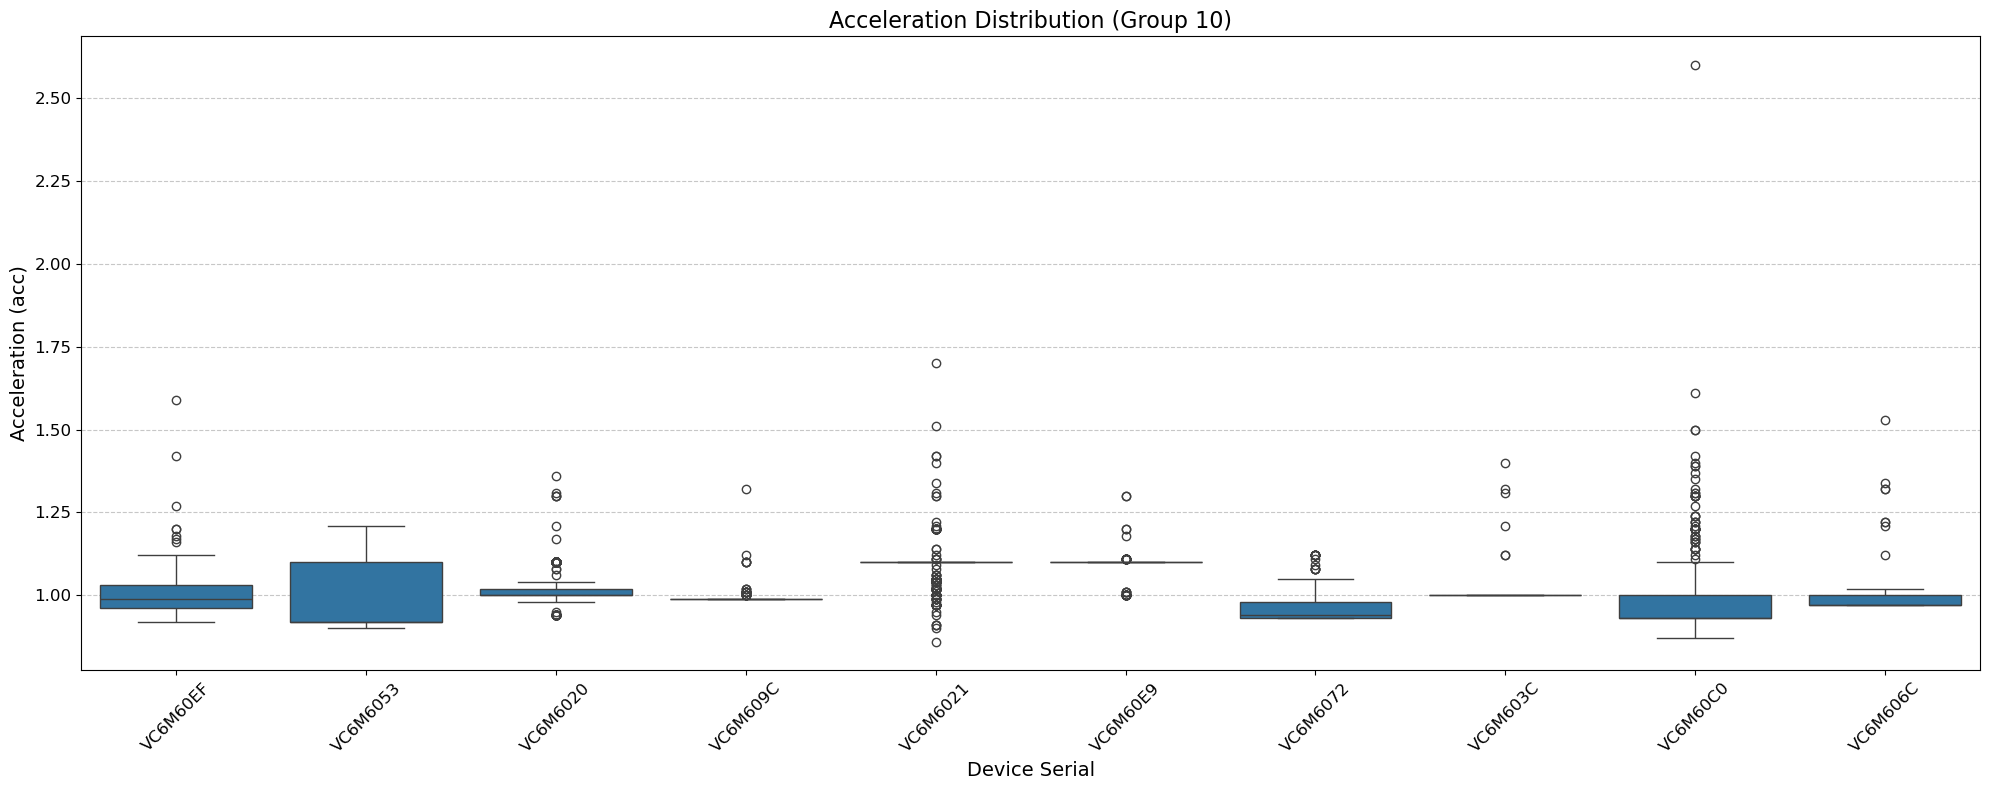 Acceleration Distribution (Group 10)
Acceleration (acc)
2.50
2.25
2.00
1.75
1.50
1.25
1.00
VC6M60EF
VC6M6053
VC6M6020
VC6M609C
VC6M6021
VC6M60E9
VC6M6072
VC6M603C
VC6M60C0
VC6M606C
Device Serial